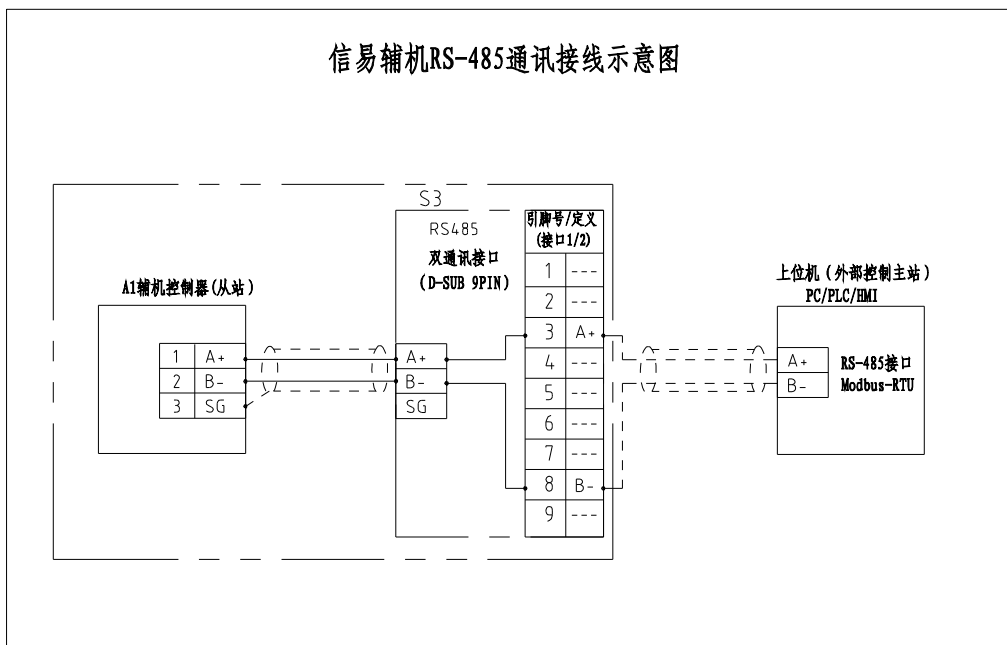 信易辅机RS-485通讯接线示意图
S3
RS485
双通讯接口
(D-SUB 9PIN)
引脚号/定义
(接口1/2)
1 ---
2 ---
3 A+
4 ---
5 ---
6 ---
7 ---
8 B-
9 ---
A1辅机控制器(从站)
1 A+
2 B-
3 SG
A+
B-
SG
上位机(外部控制主站)
PC/PLC/HMI
A+
B-
RS-485接口
Modbus-RTU